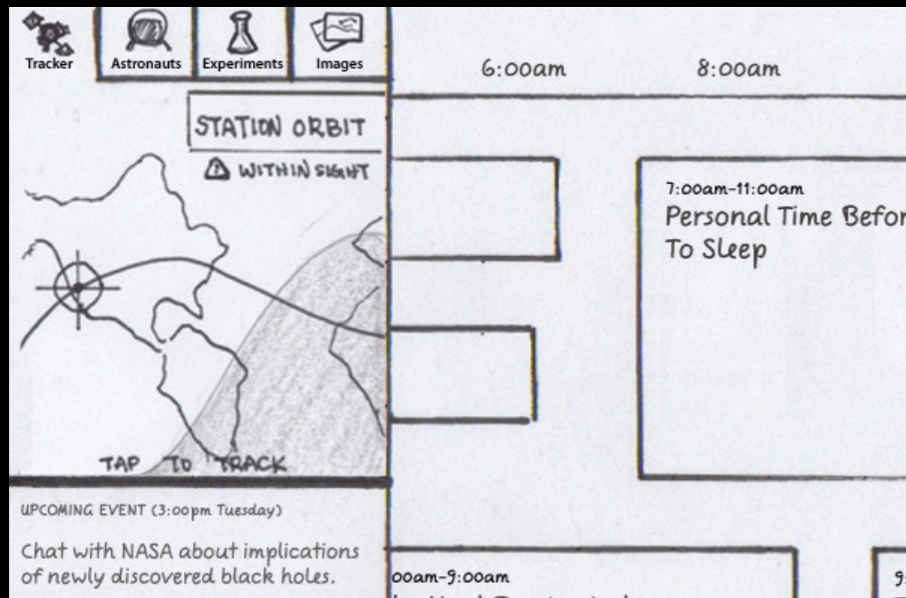 Tracker
Astronauts
Experiments
Images
STATION ORBIT
WITHIN SIGHT
TAP TO TRACK
UPCOMING EVENT (3:00pm Tuesday)
Chat with NASA about implications
of newly discovered black holes.
6:00am
8:00am
7:00am-11:00am
Personal Time Befor
To Sleep
00am-9:00am
9: